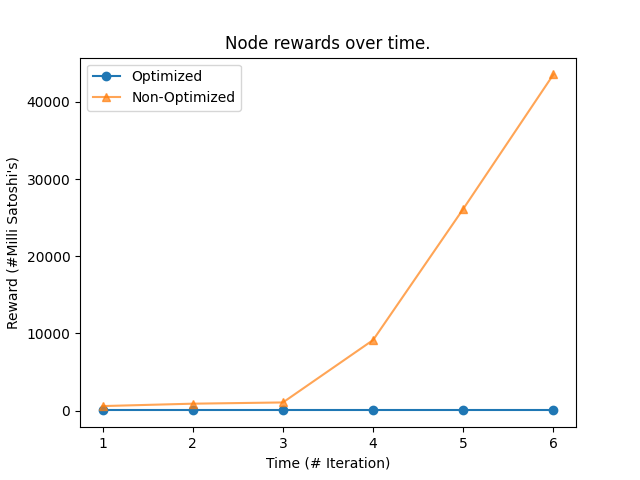 Node rewards over time.
Optimized
Non-Optimized
Reward (#Milli Satoshi's)
40000
30000
20000
10000
0
1 2 3 4 5 6
Time (# Iteration)